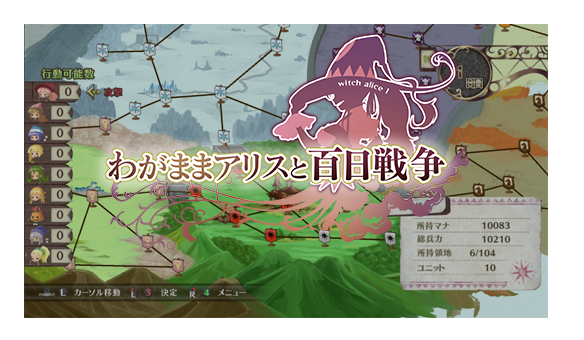 行動可能数
0
攻撃
0
0
0
0
0
0
0
witch alice !
わがままアリスと百日戦争
所持マナ 10083
総兵力 10210
所持領地 6/104
ユニット 10
L カーソル移動 L 3 決定 R 4 メニュー